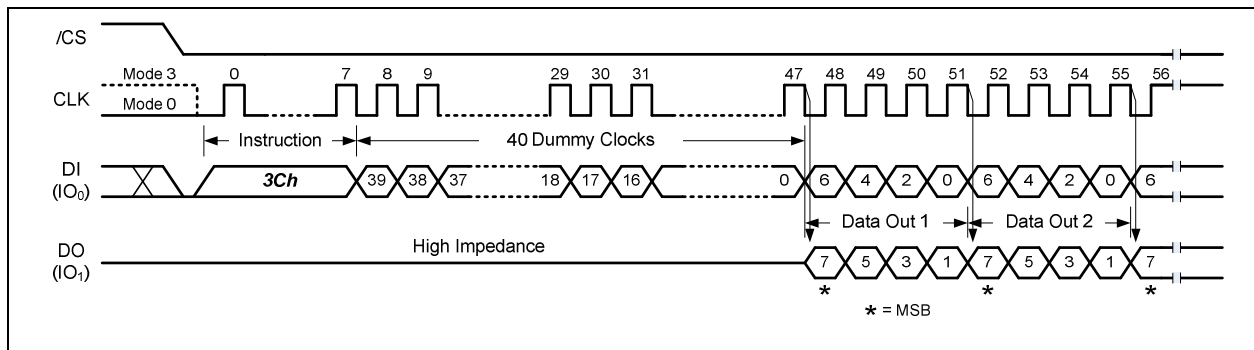 /CS
Mode 3 0 7 8 9 29 30 31 47 48 49 50 51 52 53 54 55 56
CLK Mode 0
Instruction 40 Dummy Clocks
DI
(IO0) 3Ch 39 38 37 18 17 16 0 6 4 2 0 6 4 2 0 6
Data Out 1 Data Out 2
High Impedance
DO
(IO1) 7 5 3 1 7 5 3 1 7
* * *
* = MSB